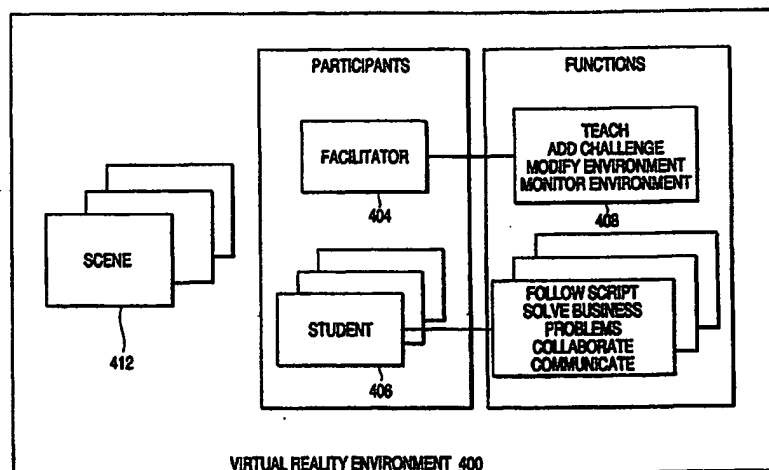 PARTICIPANTS
FUNCTIONS
FACILITATOR
404
TEACH
ADD CHALLENGE
MODIFY ENVIRONMENT
MONITOR ENVIRONMENT
408
SCENE
412
STUDENT
406
FOLLOW SCRIPT
SOLVE BUSINESS
PROBLEMS
COLLABORATE
COMMUNICATE
VIRTUAL REALITY ENVIRONMENT 400